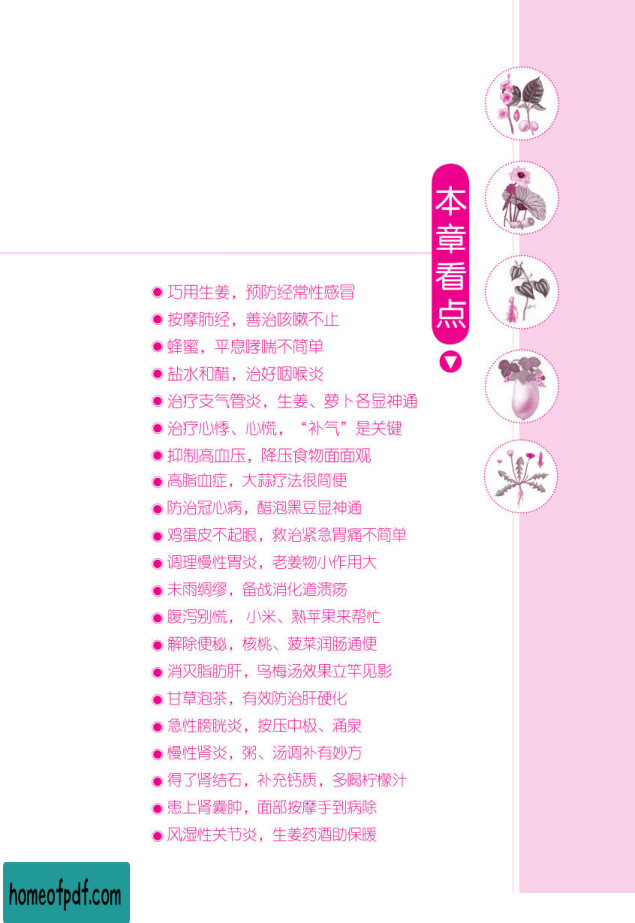 本章看点
巧用生姜，预防经常性感冒
按摩肺经，善治咳嗽不止
蜂蜜，平息哮喘不简单
盐水和醋，治好咽喉炎
治疗支气管炎，生姜、萝卜各显神通
治疗心悸、心慌，“补气”是关键
抑制高血压，降压食物面面观
高脂血症，大蒜疗法很简便
防治冠心病，醋泡黑豆显神通
鸡蛋皮不起眼，救治紧急胃痛不简单
调理慢性胃炎，老姜物小作用大
未雨绸缪，备战消化道溃疡
腹泻别慌，小米、熟苹果来帮忙
解除便秘，核桃、菠菜润肠通便
消灭脂肪肝，乌梅汤效果立竿见影
甘草泡茶，有效防治肝硬化
急性膀胱炎，按压中极、涌泉
慢性肾炎，粥、汤调补有妙方
得了肾结石，补充钙质，多喝柠檬汁
患上肾囊肿，面部按摩手到病除
风湿性关节炎，生姜药酒助保暖
homeofpdf.com